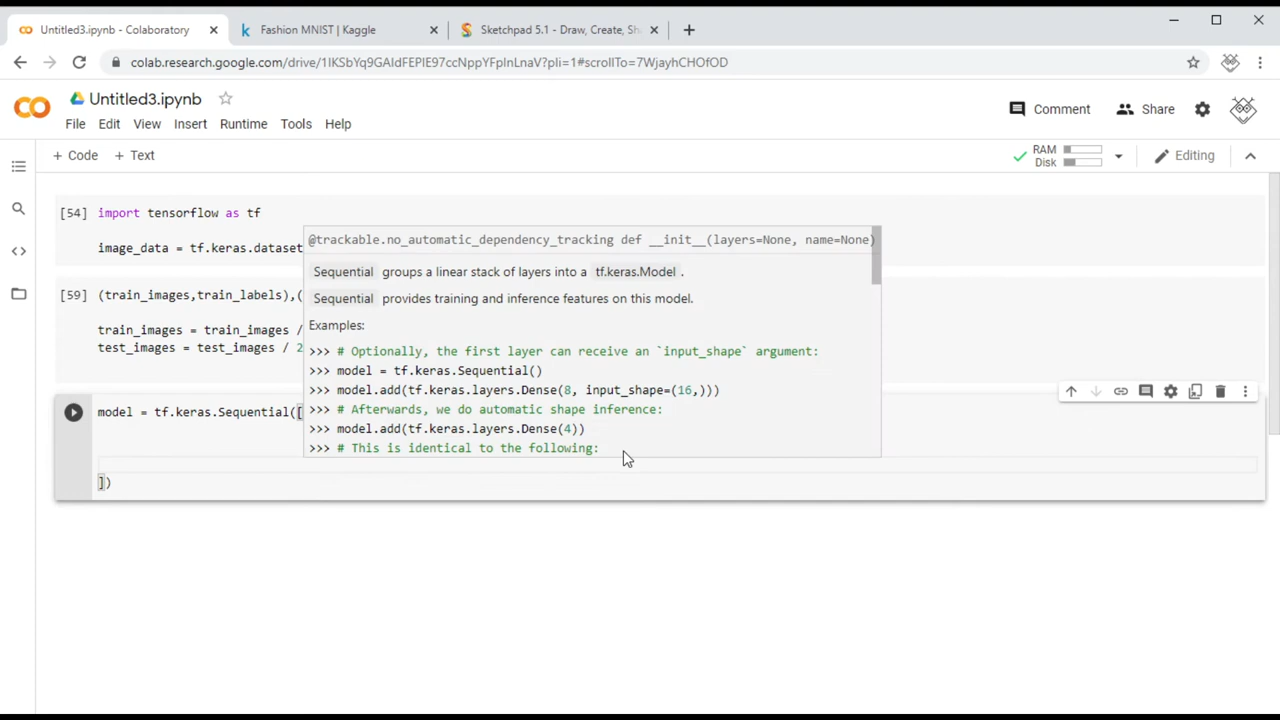 Untitled3.ipynb - Colaboratory
Fashion MNIST | Kaggle
Sketchpad 5.1 - Draw, Create, Sh
colab.research.google.com/drive/1IKSbYq9GAIdFEPIE97ccNppYFpInLnaV?pli=1#scrollTo=7WjayhCHOfOD
Untitled3.ipynb
File Edit View Insert Runtime Tools Help
Comment
Share
+ Code + Text
RAM
Disk
Editing
[54] import tensorflow as tf
image_data = tf.keras.dataset
@trackable.no_automatic_dependency_tracking def __init__(layers=None, name=None)
Sequential groups a linear stack of layers into a tf.keras.Model .
Sequential provides training and inference features on this model.
Examples:
>>> # Optionally, the first layer can receive an `input_shape` argument:
>>> model = tf.keras.Sequential()
>>> model.add(tf.keras.layers.Dense(8, input_shape=(16,)))
>>> # Afterwards, we do automatic shape inference:
>>> model.add(tf.keras.layers.Dense(4))
>>> # This is identical to the following:
[59] (train_images,train_labels),(
train_images = train_images /
test_images = test_images / 2
model = tf.keras.Sequential([
])